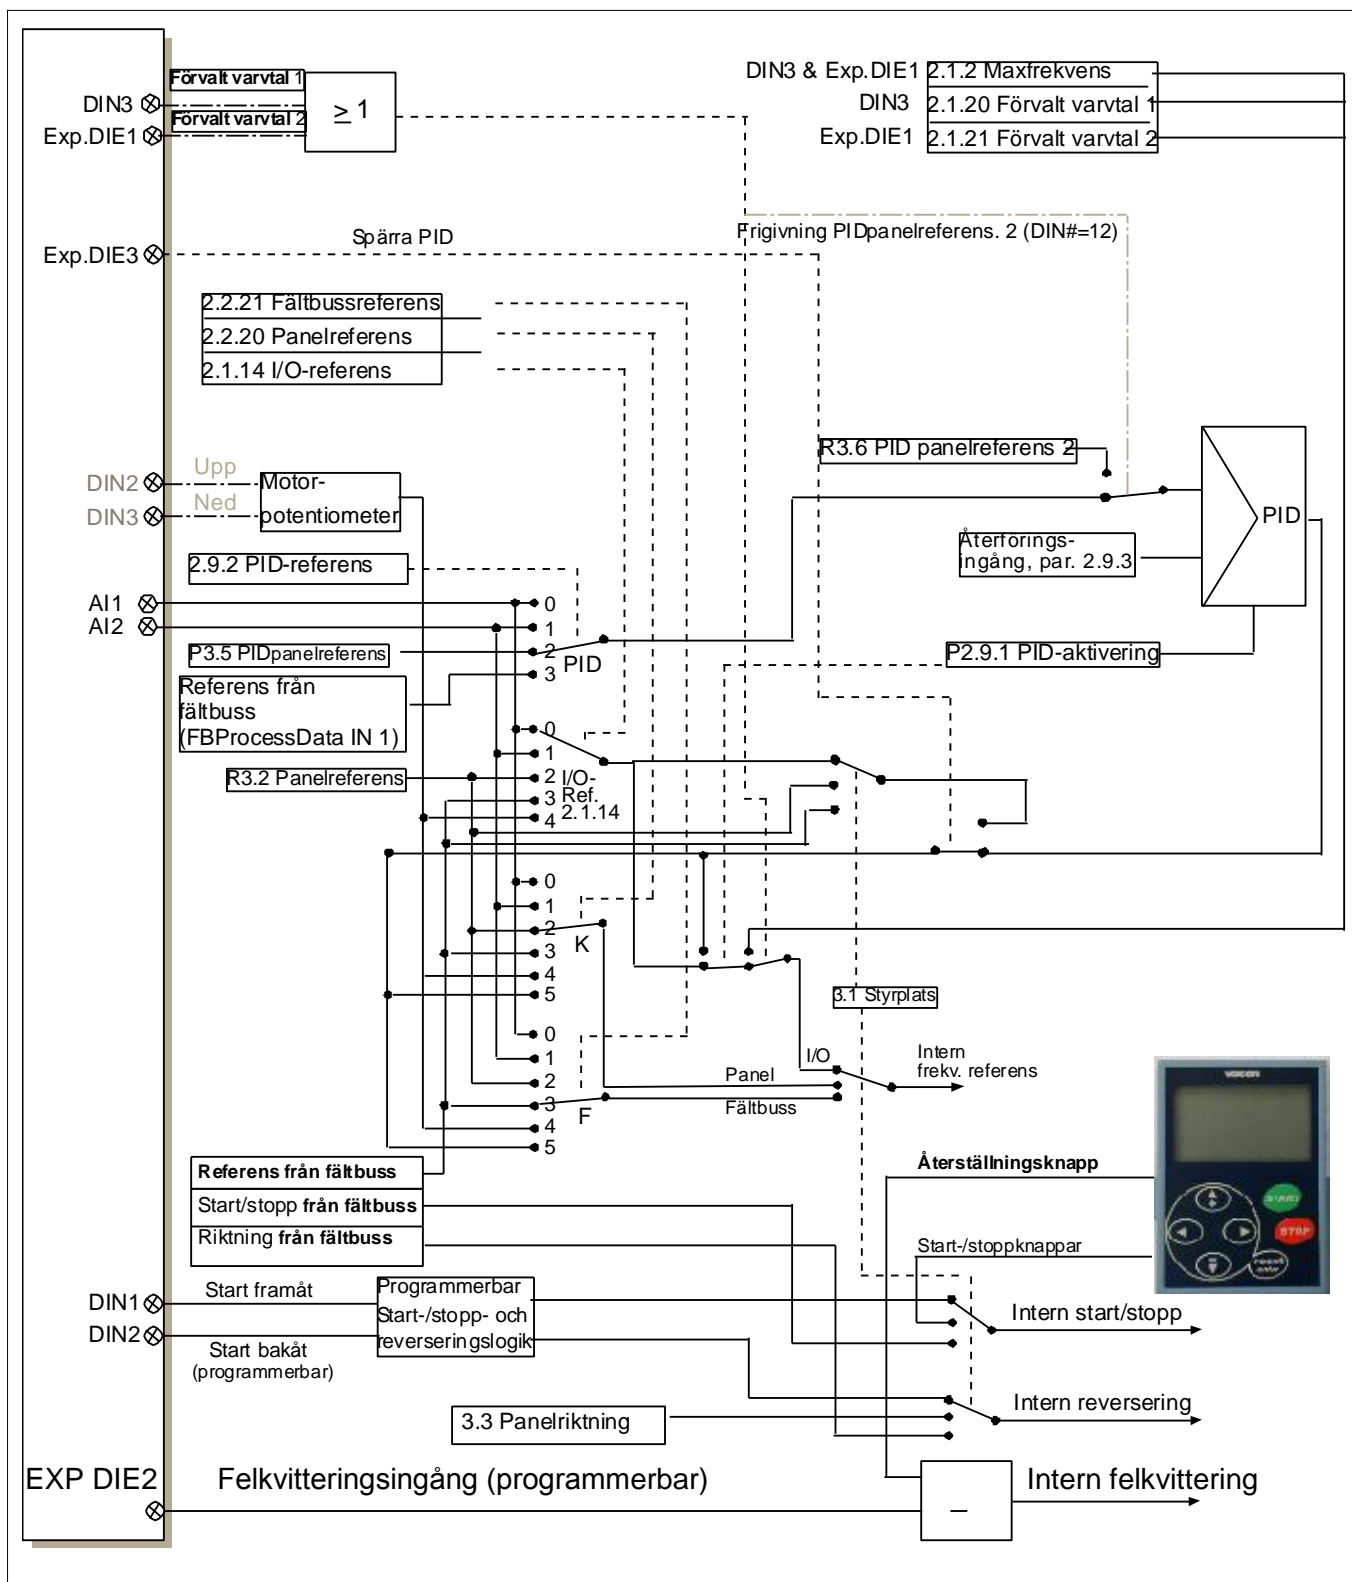 Förvalt varvtal 1
DIN3
Förvalt varvtal 2
Exp.DIE1
≥ 1
DIN3 & Exp.DIE1 2.1.2 Maxfrekvens
DIN3 2.1.20 Förvalt varvtal 1
Exp.DIE1 2.1.21 Förvalt varvtal 2
Frigivning PIDpanelreferens. 2 (DIN#=12)
Spärra PID
Exp.DIE3
2.2.21 Fältbussreferens
2.2.20 Panelreferens
2.1.14 I/O-referens
R3.6 PID panelreferens 2
DIN2
Upp
DIN3
Ned
Motor-
potentiometer
PID
Återförings-
ingång, par. 2.9.3
2.9.2 PID-referens
AI1
AI2
0
1
2
3
PID
P3.5 PIDpanelreferens
P2.9.1 PID-aktivering
Referens från
fältbuss
(FBProcessData IN 1)
R3.2 Panelreferens
0
1
2
3
4
I/O-
Ref.
2.1.14
0
1
2
3
4
5
K
3.1 Styrplats
0
1
2
3
4
5
F
I/O
Panel
Fältbuss
Intern
frekv. referens
vacon
START
STOP
reset
enter
Referens från fältbuss
Start/stopp från fältbuss
Riktning från fältbuss
Återställningsknapp
Start-/stoppknappar
DIN1
Start framåt
DIN2
Start bakåt
(programmerbar)
Programmerbar
Start-/stopp- och
reverseringslogik
Intern start/stopp
3.3 Panelriktning
Intern reversering
EXP DIE2
Felkvitteringsingång (programmerbar)
–
Intern felkvittering